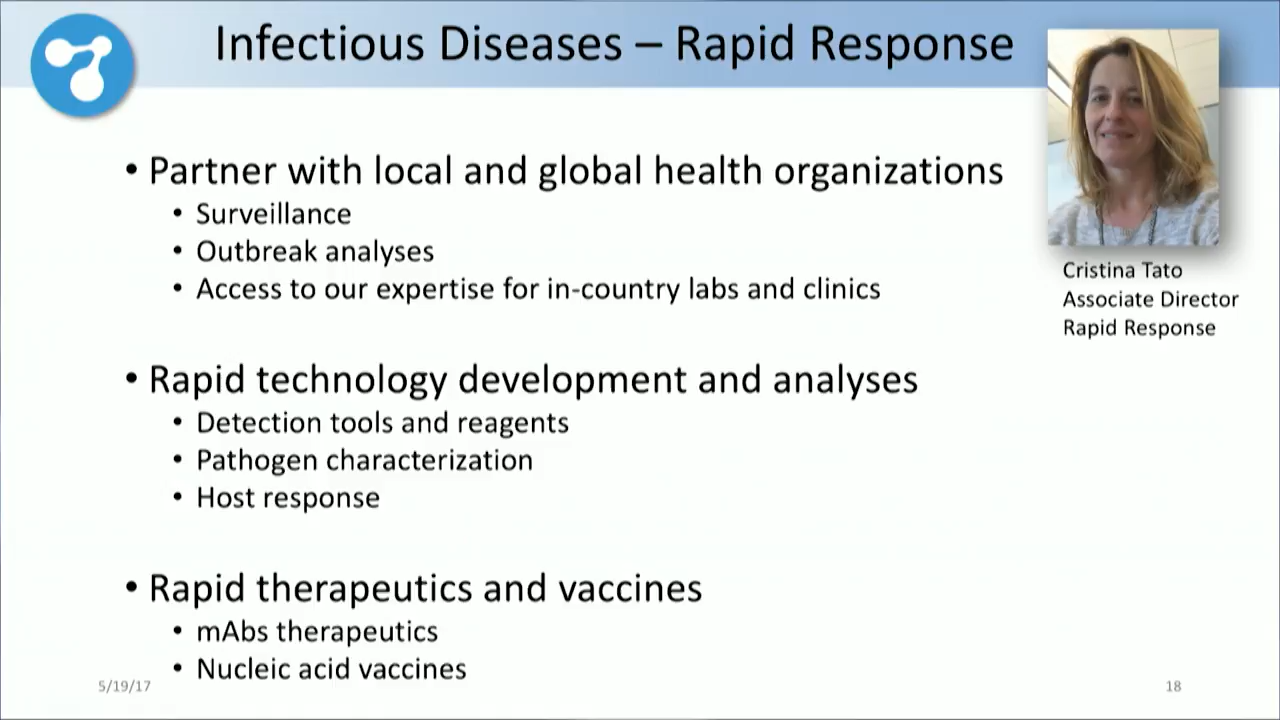 Infectious Diseases – Rapid Response
• Partner with local and global health organizations
• Surveillance
• Outbreak analyses
• Access to our expertise for in-country labs and clinics
Cristina Tato
Associate Director
Rapid Response
• Rapid technology development and analyses
• Detection tools and reagents
• Pathogen characterization
• Host response
• Rapid therapeutics and vaccines
• mAbs therapeutics
• Nucleic acid vaccines
5/19/17
18